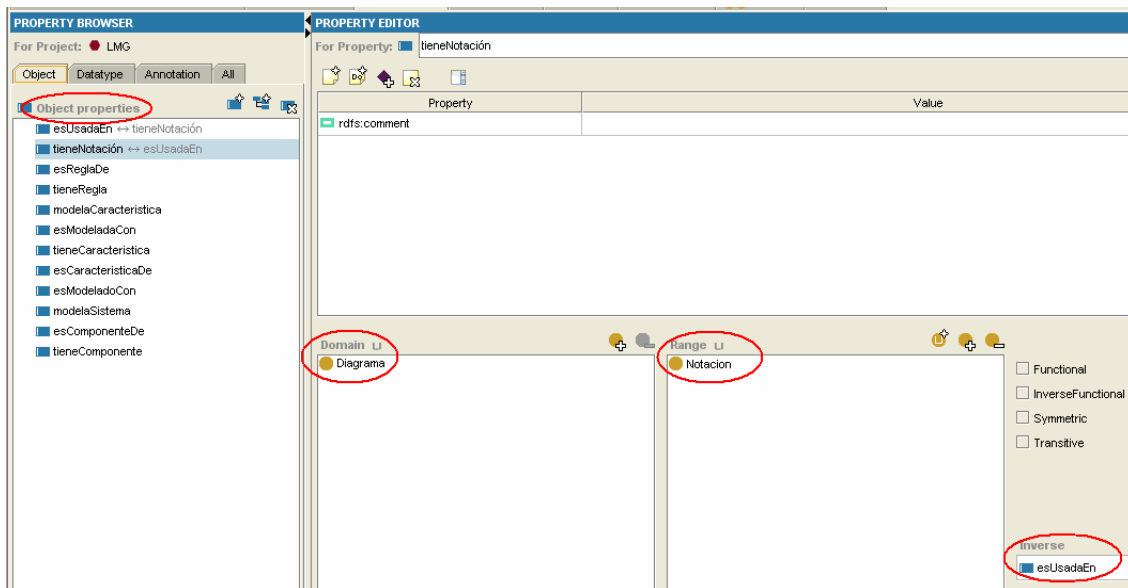 PROPERTY BROWSER
For Project: LMG
Object Datatype Annotation All
Object properties
esUsadaEn ↔ tieneNotación
tieneNotación ↔ esUsadaEn
esReglaDe
tieneRegla
modelaCaracteristica
esModeladaCon
tieneCaracteristica
esCaracteristicaDe
esModeladoCon
modelaSistema
esComponenteDe
tieneComponente
PROPERTY EDITOR
For Property: tieneNotación
Property Value
rdfs:comment
Domain ⊔
Diagrama
Range ⊔
Notacion
Functional
InverseFunctional
Symmetric
Transitive
Inverse
esUsadaEn